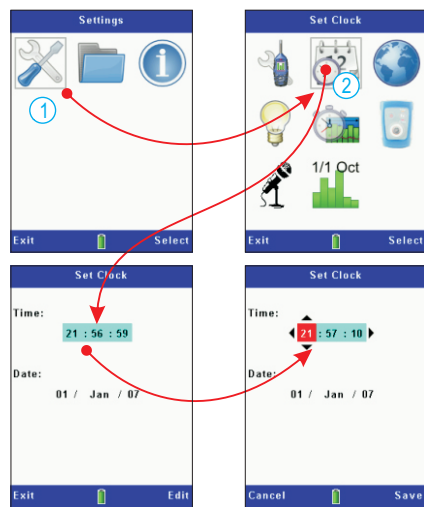 Settings
1
Exit Select
Set Clock
12
2
1/1 Oct
Exit Select
Set Clock
Time:
21 : 56 : 59
Date:
01 / Jan / 07
Exit Edit
Set Clock
Time:
21 : 57 : 10
Date:
01 / Jan / 07
Cancel Save